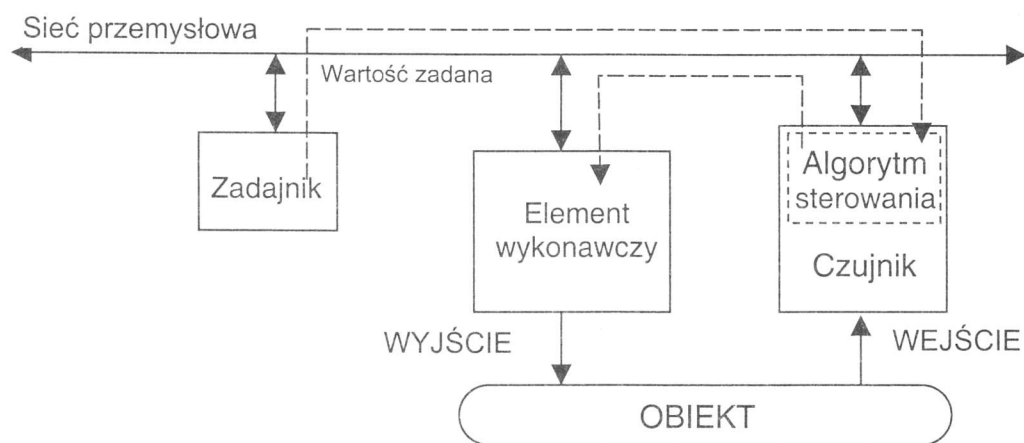 Sieć przemysłowa
Wartość zadana
Zadajnik
Element
wykonawczy
Algorytm
sterowania
Czujnik
WYJŚCIE
WEJŚCIE
OBIEKT